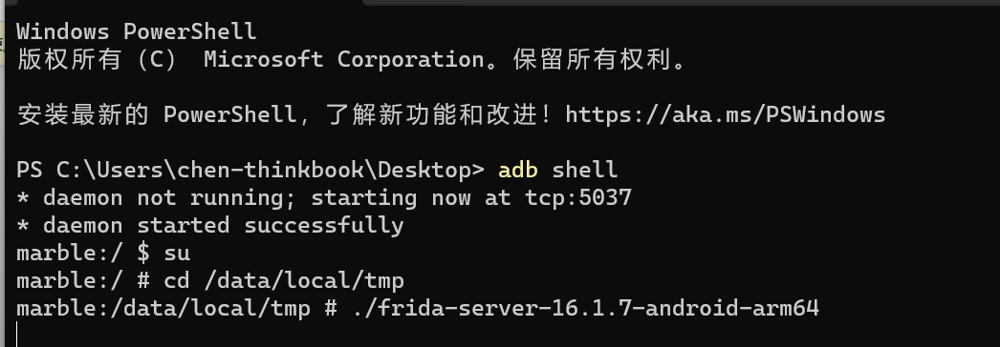 Windows PowerShell
版权所有（C） Microsoft Corporation。保留所有权利。
安装最新的 PowerShell，了解新功能和改进！https://aka.ms/PSWindows
PS C:\Users\chen-thinkbook\Desktop> adb shell
* daemon not running; starting now at tcp:5037
* daemon started successfully
marble:/ $ su
marble:/ # cd /data/local/tmp
marble:/data/local/tmp # ./frida-server-16.1.7-android-arm64